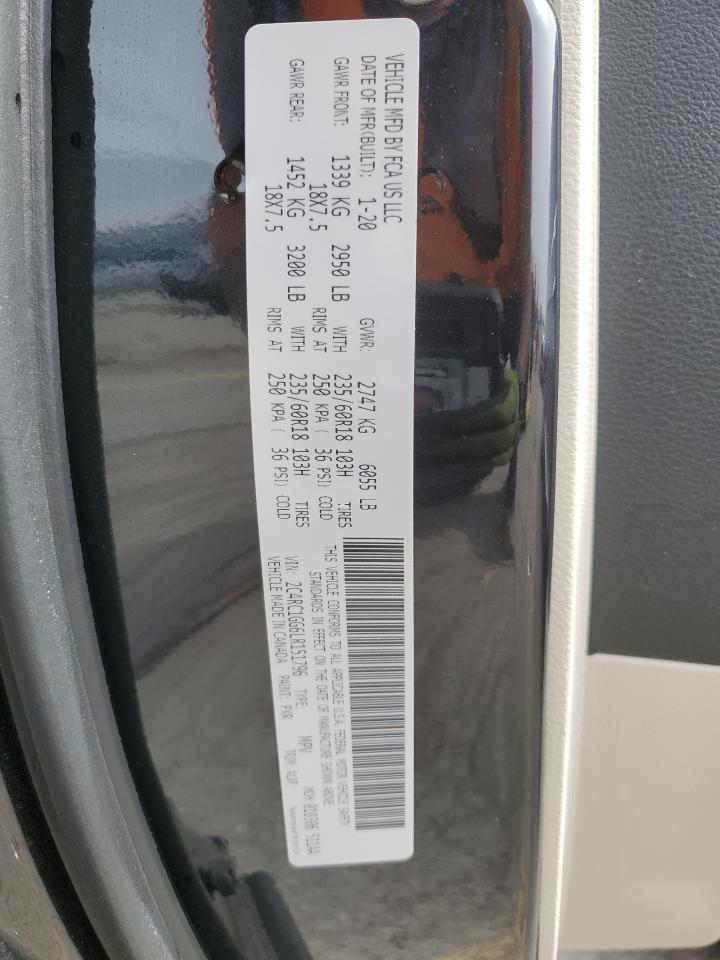 VEHICLE MFD BY FCA US LLC
DATE OF MFR(BUILT): 1-20 GVWR: 2747 KG 6055 LB
GAWR FRONT: 1339 KG 2950 LB WITH 235/60R18 103H TIRES
18X7.5 RIMS AT 250 KPA ( 36 PSI) COLD
GAWR REAR: 1452 KG 3200 LB WITH 235/60R18 103H TIRES
18X7.5 RIMS AT 250 KPA ( 36 PSI) COLD
THIS VEHICLE CONFORMS TO ALL APPLICABLE U.S.A. FEDERAL MOTOR VEHICLE SAFETY
STANDARDS IN EFFECT ON THE DATE OF MANUFACTURE SHOWN ABOVE.
VIN: 2C4RC1GG6LR151796 TYPE: MPV MDH: 010306 511AA
VEHICLE MADE IN CANADA PAINT: PXR TRIM: